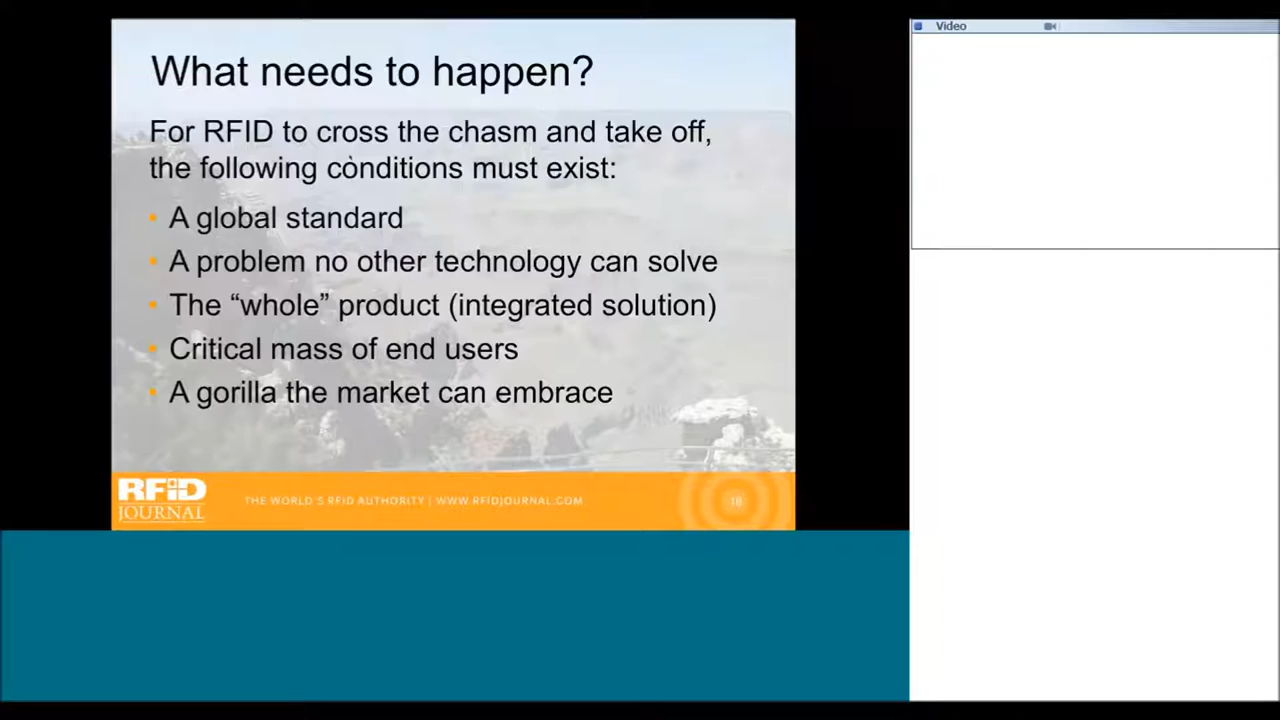 Video
What needs to happen?
For RFID to cross the chasm and take off,
the following conditions must exist:
• A global standard
• A problem no other technology can solve
• The “whole” product (integrated solution)
• Critical mass of end users
• A gorilla the market can embrace
RFID
JOURNAL
THE WORLD'S RFID AUTHORITY | WWW.RFIDJOURNAL.COM
18